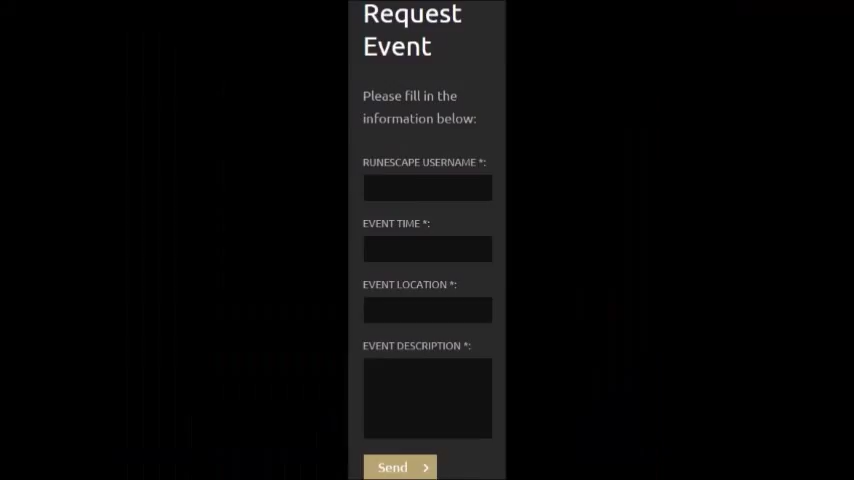 Request
Event
Please fill in the
information below:
RUNESCAPE USERNAME *:
EVENT TIME *:
EVENT LOCATION *:
EVENT DESCRIPTION *:
Send